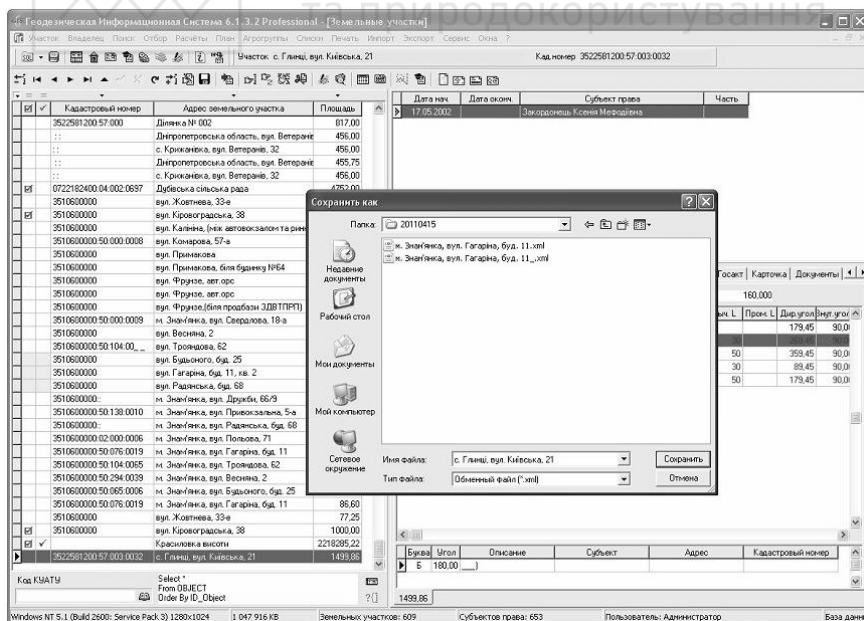 та природокористування
Геодезическая Информационная Система 6.1.3.2 Professional - [Земельные участки]
Участок Владелец Поиск Отбор Расчёты План Агрогруппы Списки Печать Импорт Экспорт Сервис Окна ?
Участок с. Глинці, вул. Київська, 21 Кад.номер 3522581200:57:003:0032
Кадастровый номер Адрес земельного участка Площадь
3522581200:57:000 Ділянка № 002 817,00
: : Дніпропетровська область, вул. Ветеранів 456,00
: : с. Крижанівка, вул. Ветеранів, 32 456,00
: : Дніпропетровська область, вул. Ветеранів 455,75
: : с. Крижанівка, вул. Ветеранів, 32 456,00
0722182400:04:002:0697 Дубівська сільська рада 4752,00
3510600000 вул. Жовтнева, 33-е
3510600000 вул. Кіровоградська, 38
3510600000 вул. Калініна, (між автовокзалом та рин
3510600000:50:000:0008 вул. Комарова, 57-а
3510600000 вул. Примакова
3510600000 вул. Примакова, біля будинку №64
3510600000 вул. Фрунзе, авт.орс
3510600000 вул. Фрунзе, авт.орс
3510600000 вул. Фрунзе,(біля продбази ЗДВТПРП)
3510600000:50:000:0009 м. Знам'янка, вул. Свердлова, 18-а
3510600000 вул. Весняна, 2
3510600000:50:104:00_ _ вул. Трояндова, 62
3510600000 вул. Будьоного, буд. 25
3510600000 вул. Гагаріна, буд. 11, кв. 2
3510600000 вул. Радянська, буд. 68
3510600000:: м. Знам'янка, вул. Дружби, 66/9
3510600000:50:138:0010 м. Знам'янка, вул. Привокзальна, 5-а
3510600000:: м. Знам'янка, вул. Радянська, буд. 68
3510600000:02:000:0006 м. Знам'янка, вул. Польова, 71
3510600000:50:076:0019 м. Знам'янка, вул. Гагаріна, буд. 11
3510600000:50:104:0065 м. Знам'янка, вул. Трояндова, 62
3510600000:50:294:0039 м. Знам'янка, вул. Весняна, 2
3510600000:50:065:0006 м. Знам'янка, вул. Будьоного, буд. 25
3510600000:50:076:0019 м. Знам'янка, вул. Гагаріна, буд. 11 86,60
3510600000 вул. Жовтнева, 33-е 77,25
3510600000 вул. Кіровоградська, 38 1000,00
Красиловка висоти 2218285,22
3522581200:57:003:0032 с. Глинці, вул. Київська, 21 1499,86
Код КУАТУ
Select *
From OBJECT
Order By ID_Object
Дата нач. Дата оконч. Субъект права Часть
17.05.2002 Закордонець Ксенія Мефодіївна
Сохранить как
Папка: 20110415
м. Знам'янка, вул. Гагаріна, буд. 11.xml
м. Знам'янка, вул. Гагаріна, буд. 11_.xml
Недавние документы
Рабочий стол
Мои документы
Мой компьютер
Сетевое окружение
Имя файла: с. Глинці, вул. Київська, 21 Сохранить
Тип файла: Обменный файл (*.xml) Отмена
Госакт Карточка Документы
160,000
Пром. L Дир.угол Внут.угол
179,45 90,0
50 359,45 90,0
30 89,45 90,0
50 179,45 90,0
Буква Угол Описание Субъект Адрес Кадастровый номер
Б 180,00 __)
1499,86
Windows NT 5.1 (Build 2600: Service Pack 3) 1280x1024 1 047 916 KB Земельных участков: 609 Субъектов права: 653 Пользователь: Администратор База данн